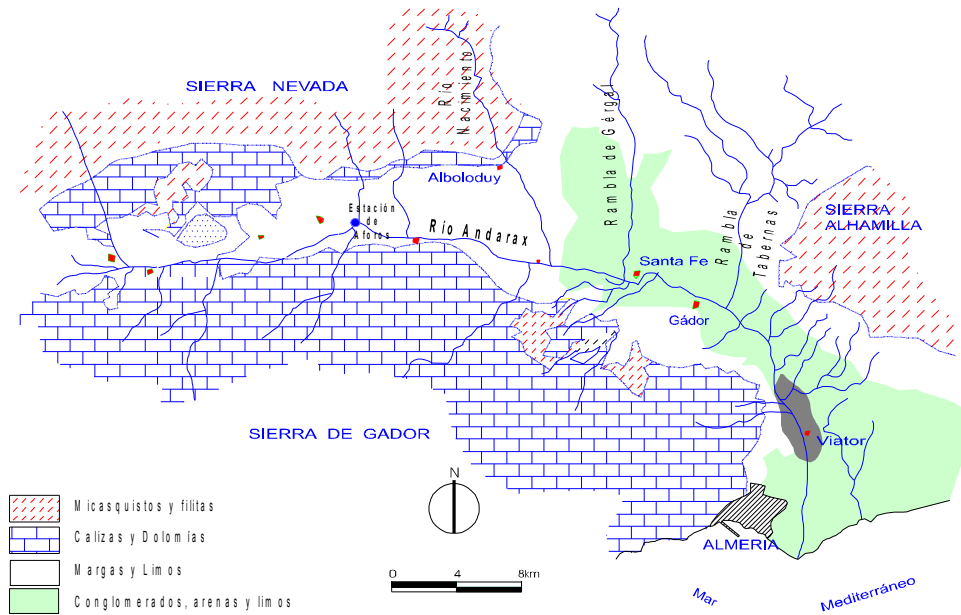 SIERRA NEVADA
Río
Nacimiento
Rambla de Gérgal
Alboloduy
Estación
de
Aforos
Río Andarax
Rambla
de
Tabernas
SIERRA
ALHAMILLA
Santa Fe
Gádor
SIERRA DE GADOR
Viator
N
ALMERIA
0 4 8km
Mar Mediterráneo
Micasquistos y filitas
Calizas y Dolomías
Margas y Limos
Conglomerados, arenas y limos